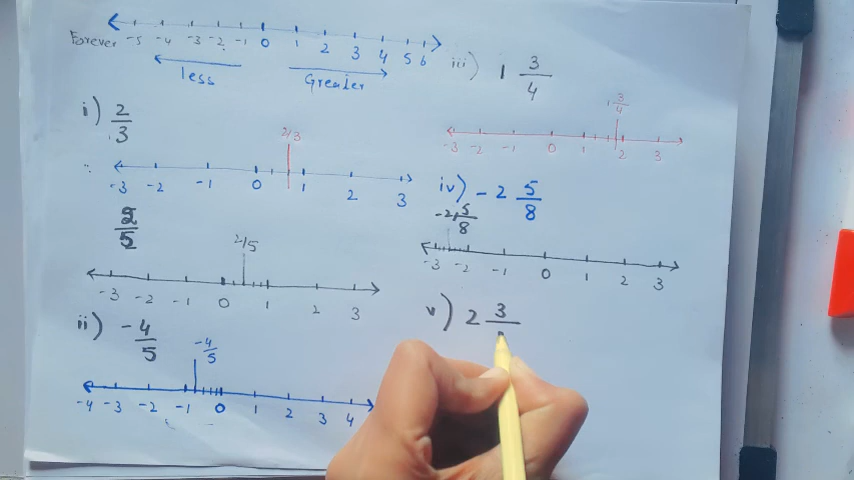 Forever -5 -4 -3 -2 -1 0 1 2 3 4 5 6
less Greater
i) 2/3
2/3
-3 -2 -1 0 1 2 3
2/5
2/5
-3 -2 -1 0 1 2 3
ii) -4/5
-4/5
-4 -3 -2 -1 0 1 2 3 4
iii) 1 3/4
1 3/4
-3 -2 -1 0 1 2 3
iv) -2 5/8
-2 5/8
-3 -2 -1 0 1 2 3
v) 2 3